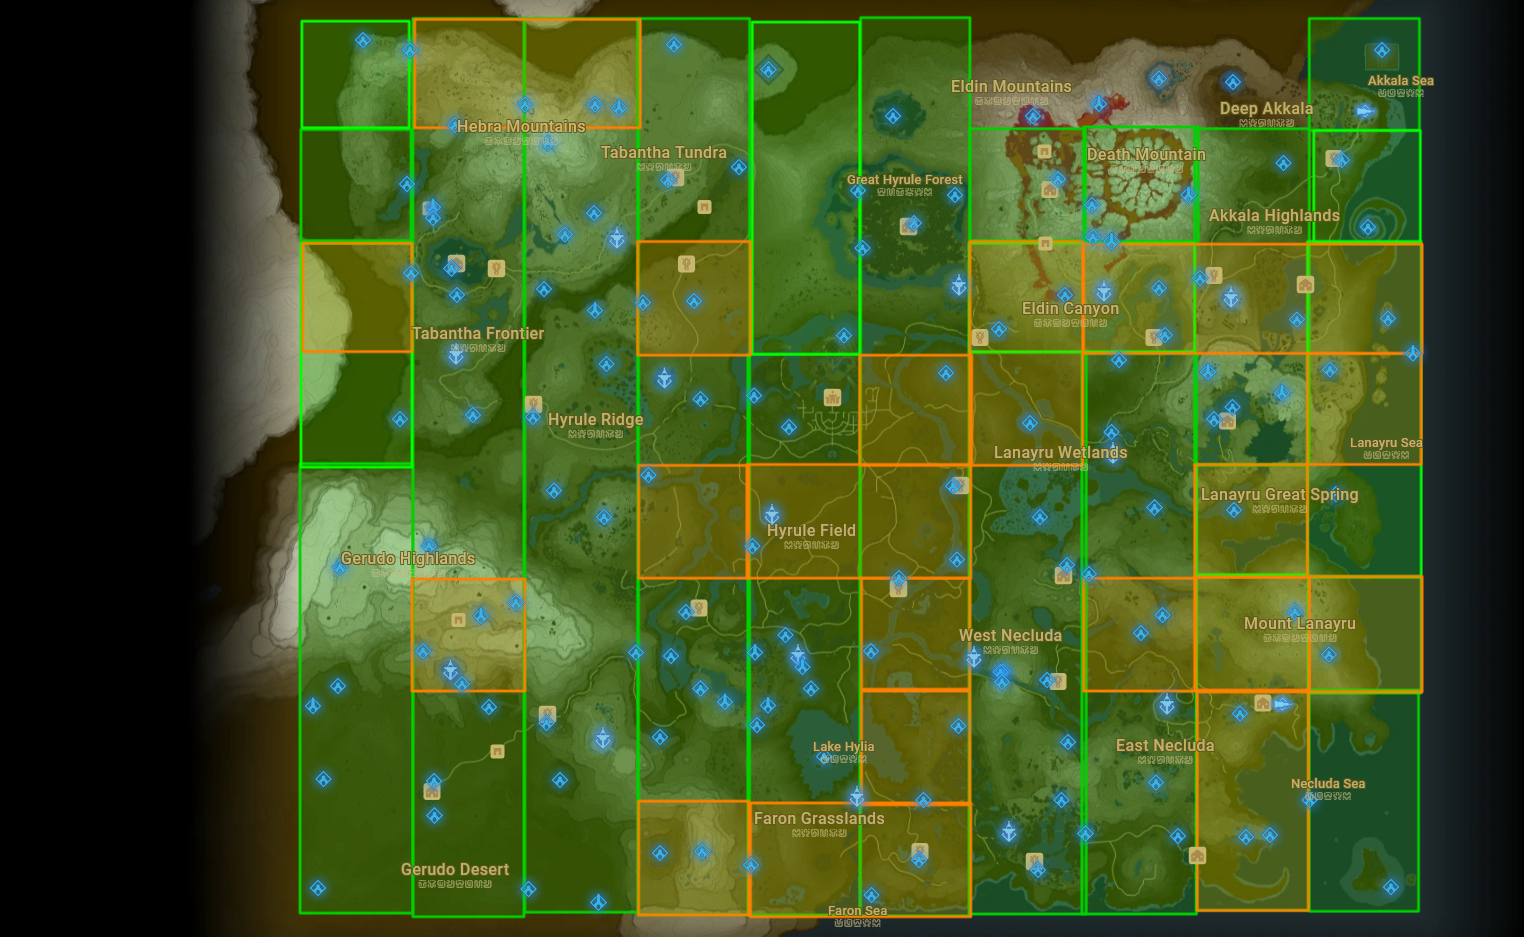 Eldin Mountains
Akkala Sea
Deep Akkala
Hebra Mountains
Tabantha Tundra
Death Mountain
Great Hyrule Forest
Akkala Highlands
Eldin Canyon
Tabantha Frontier
Hyrule Ridge
Lanayru Sea
Lanayru Wetlands
Lanayru Great Spring
Hyrule Field
Gerudo Highlands
Mount Lanayru
West Necluda
Lake Hylia
East Necluda
Necluda Sea
Faron Grasslands
Gerudo Desert
Faron Sea